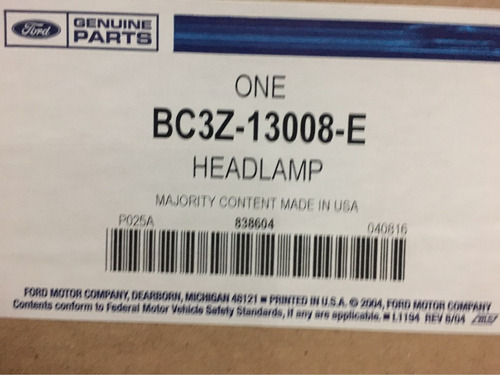 Ford GENUINE
PARTS
ONE
BC3Z-13008-E
HEADLAMP
MAJORITY CONTENT MADE IN USA
P025A 838604 040816
FORD MOTOR COMPANY, DEARBORN, MICHIGAN 48121 ■ PRINTED IN U.S.A. © 2004, FORD MOTOR COMPANY
Contents conform to Federal Motor Vehicle Safety Standards, if any are applicable. ■ L1194 REV 8/04